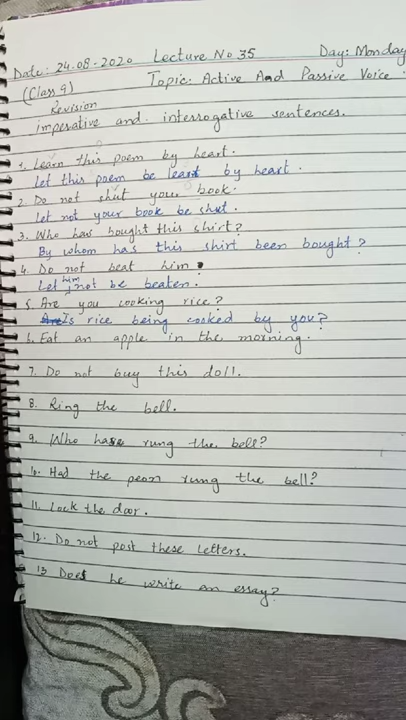 Date: 24.08-2020 Lecture No 35 Day: Monday
(Class 9) Topic: Active And Passive Voice.
Revision
imperative and interrogative sentences.
1. Learn this poem by heart.
Let this poem be learnt by heart.
2. Do not shut your book.
Let not your book be shut.
3. Who has bought this shirt?
By whom has this shirt been bought?
4. Do not beat him.
Let him not be beaten.
5. Are you cooking rice?
Is rice being cooked by you?
6. Eat an apple in the morning.
7. Do not buy this doll.
8. Ring the bell.
9. Who has rung the bell?
10. Had the peon rung the bell?
11. Lock the door.
12. Do not post these letters.
13 Does he write an essay?